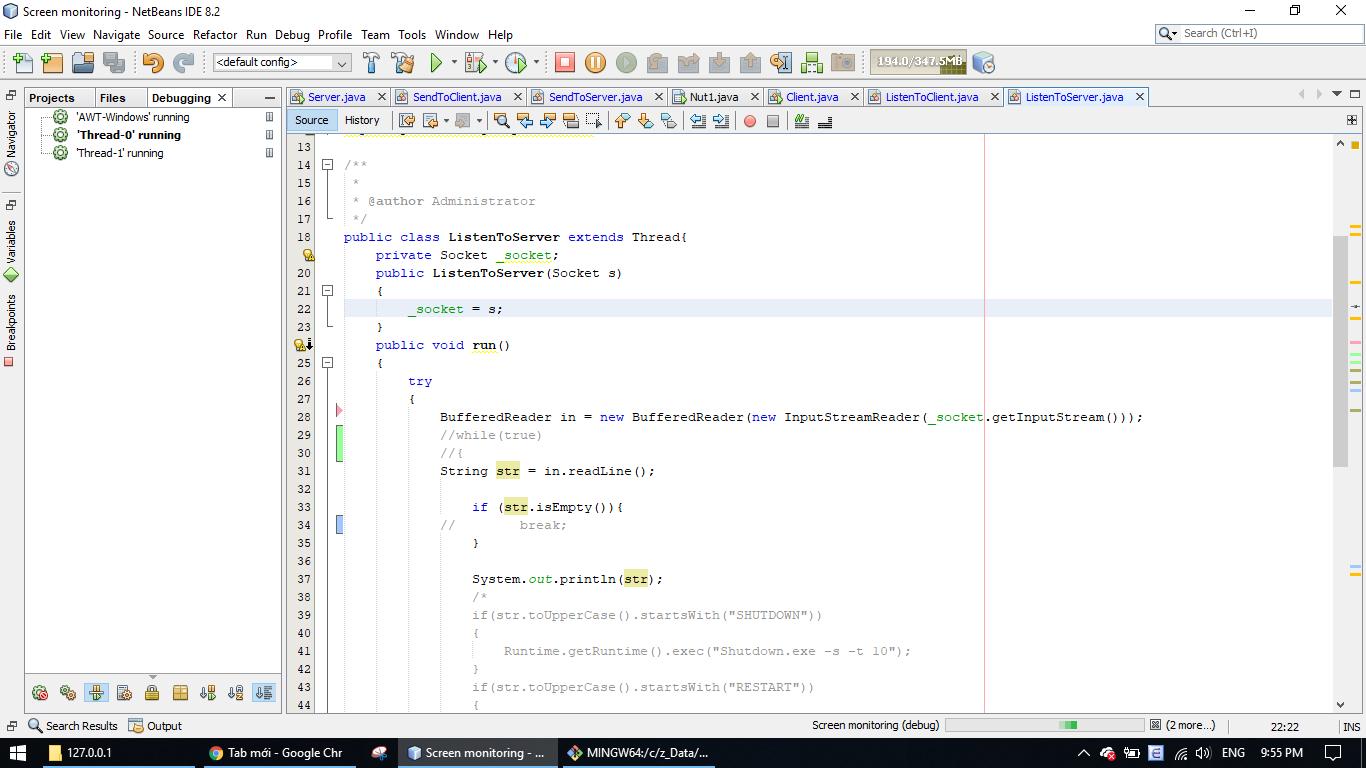 Screen monitoring - NetBeans IDE 8.2
File Edit View Navigate Source Refactor Run Debug Profile Team Tools Window Help
Search (Ctrl+I)
<default config>
194.0/347.5MB
Projects Files Debugging
Server.java SendToClient.java SendToServer.java Nut1.java Client.java ListenToClient.java ListenToServer.java
Navigator
Variables
Breakpoints
'AWT-Windows' running
'Thread-0' running
'Thread-1' running
Source History
13
14 /**
15 *
16 * @author Administrator
17 */
18 public class ListenToServer extends Thread{
private Socket _socket;
20 public ListenToServer(Socket s)
21 {
22 _socket = s;
23 }
public void run()
25 {
26 try
27 {
28 BufferedReader in = new BufferedReader(new InputStreamReader(_socket.getInputStream()));
29 //while(true)
30 //{
31 String str = in.readLine();
32
33 if (str.isEmpty()){
34 // break;
35 }
36
37 System.out.println(str);
38 /*
39 if(str.toUpperCase().startsWith("SHUTDOWN"))
40 {
41 Runtime.getRuntime().exec("Shutdown.exe -s -t 10");
42 }
43 if(str.toUpperCase().startsWith("RESTART"))
44 {
Search Results Output
Screen monitoring (debug) (2 more...) 22:22 INS
127.0.0.1 Tab mới - Google Chr Screen monitoring - ... MINGW64:/c/z_Data/... ENG 9:55 PM